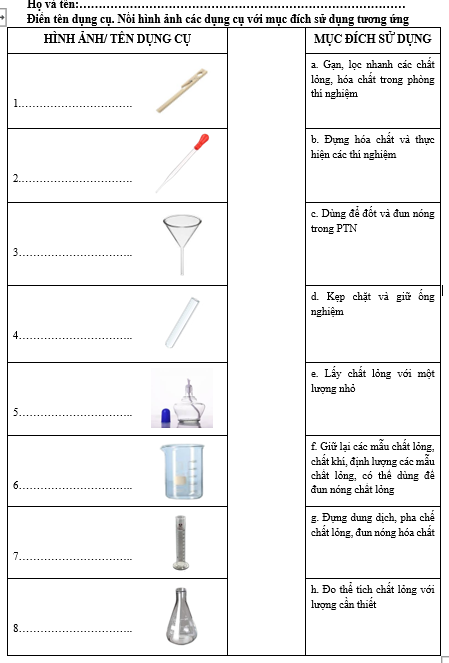 Họ và tên:……………………………………………………………………
Điền tên dụng cụ. Nối hình ảnh các dụng cụ với mục đích sử dụng tương ứng
HÌNH ẢNH/ TÊN DỤNG CỤ
MỤC ĐÍCH SỬ DỤNG
1……………………………
a. Gạn, lọc nhanh các chất
lỏng, hóa chất trong phòng
thí nghiệm
2……………………………
b. Đựng hóa chất và thực
hiện các thí nghiệm
3……………………………
c. Dùng để đốt và đun nóng
trong PTN
4……………………………
d. Kẹp chặt và giữ ống
nghiệm
5……………………………
e. Lấy chất lỏng với một
lượng nhỏ
6……………………………
f. Giữ lại các mẫu chất lỏng,
chất khí, định lượng các mẫu
chất lỏng, có thể dùng để
đun nóng chất lỏng
7……………………………
g. Đựng dung dịch, pha chế
chất lỏng, đun nóng hóa chất
8……………………………
h. Đo thể tích chất lỏng với
lượng cần thiết